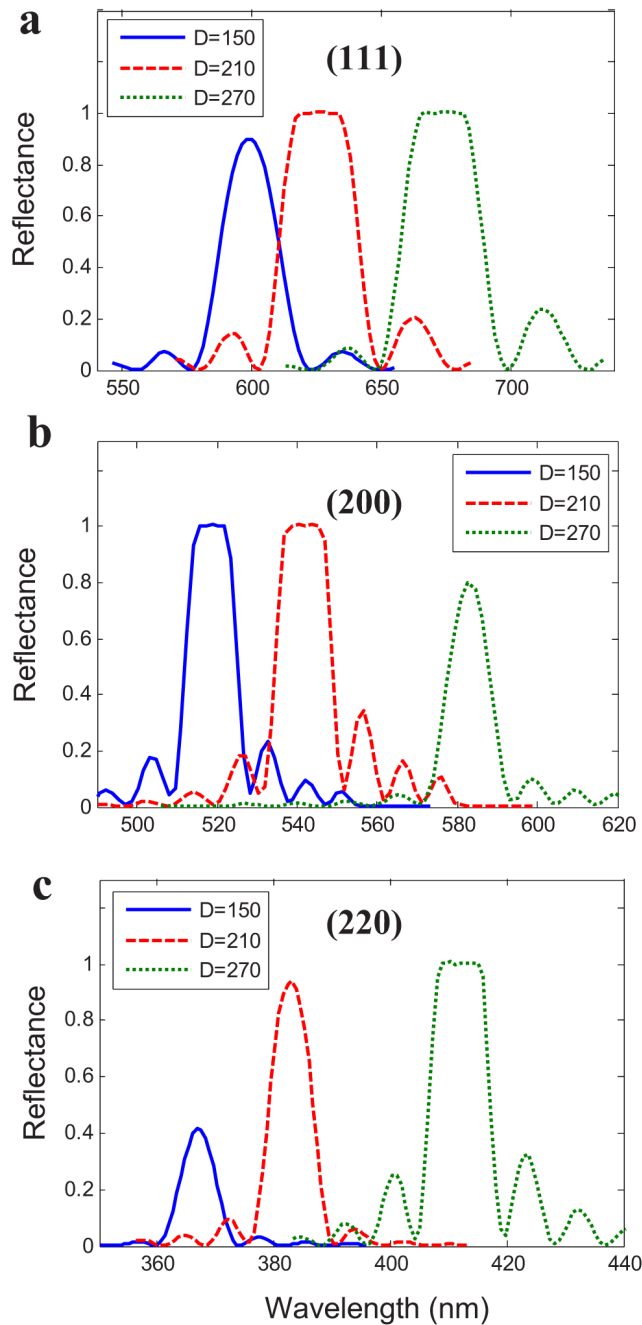 a
D=150
D=210
D=270
(111)
Reflectance
1
0.8
0.6
0.4
0.2
0
550 600 650 700
b
D=150
D=210
D=270
(200)
Reflectance
1
0.8
0.6
0.4
0.2
0
500 520 540 560 580 600 620
c
D=150
D=210
D=270
(220)
Reflectance
1
0.8
0.6
0.4
0.2
0
360 380 400 420 440
Wavelength (nm)